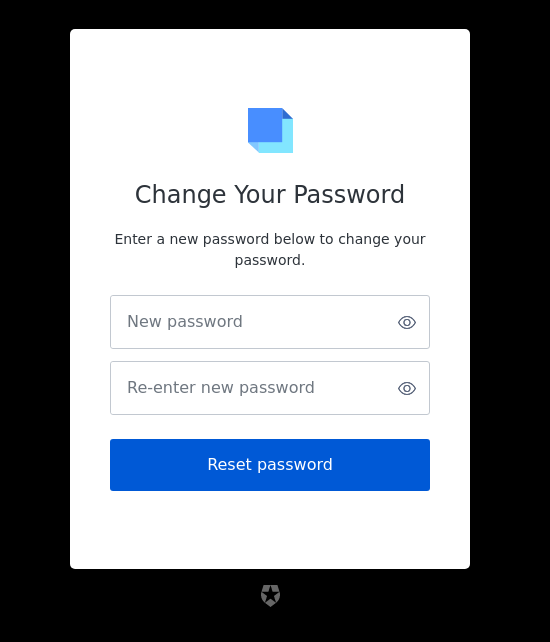 Change Your Password
Enter a new password below to change your
password.
New password
Re-enter new password
Reset password